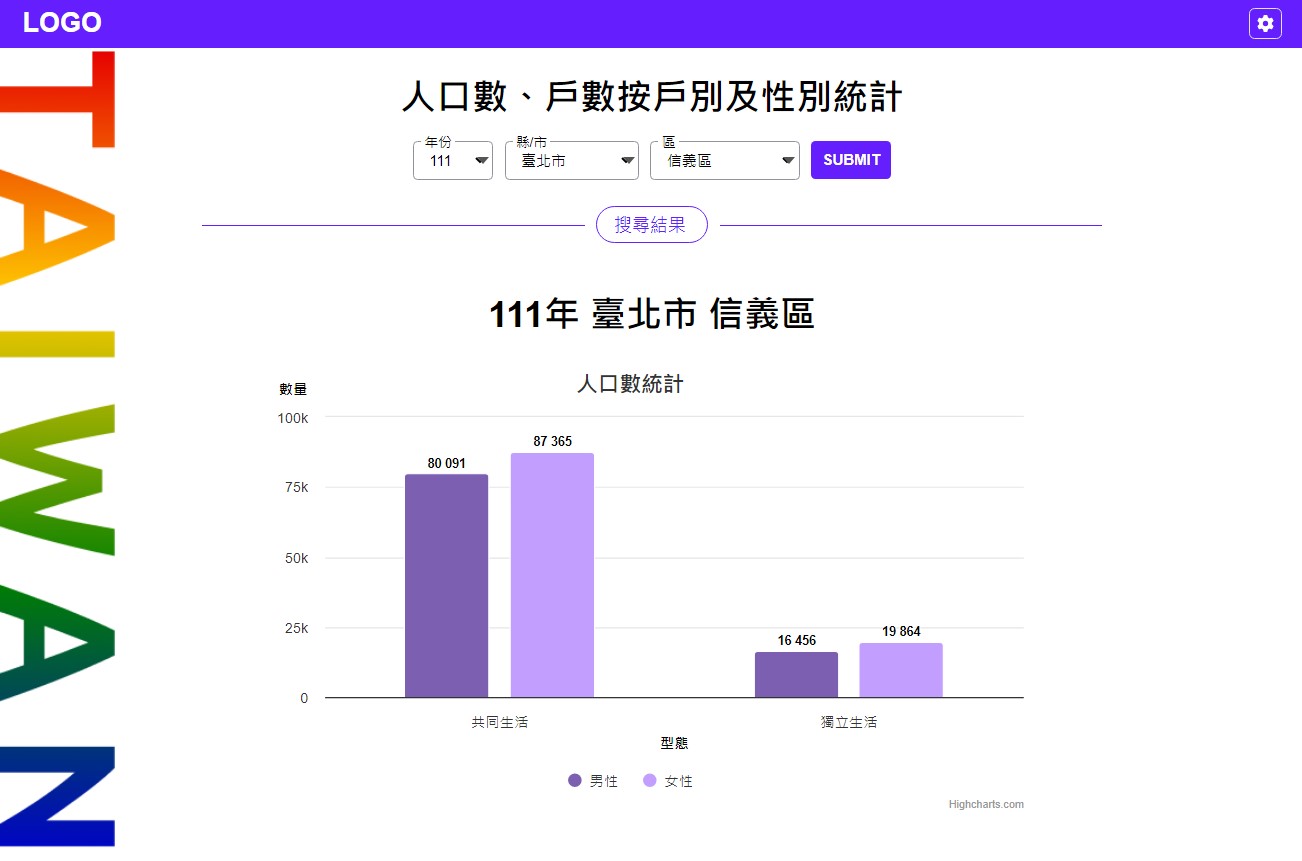 LOGO
TAIWAN
人口數、戶數按戶別及性別統計
年份 縣/市 區
111 臺北市 信義區 SUBMIT
搜尋結果
111年 臺北市 信義區
人口數統計
數量
100k
75k
50k
25k
0
80 091
87 365
16 456
19 864
共同生活 獨立生活
型態
男性 女性
Highcharts.com